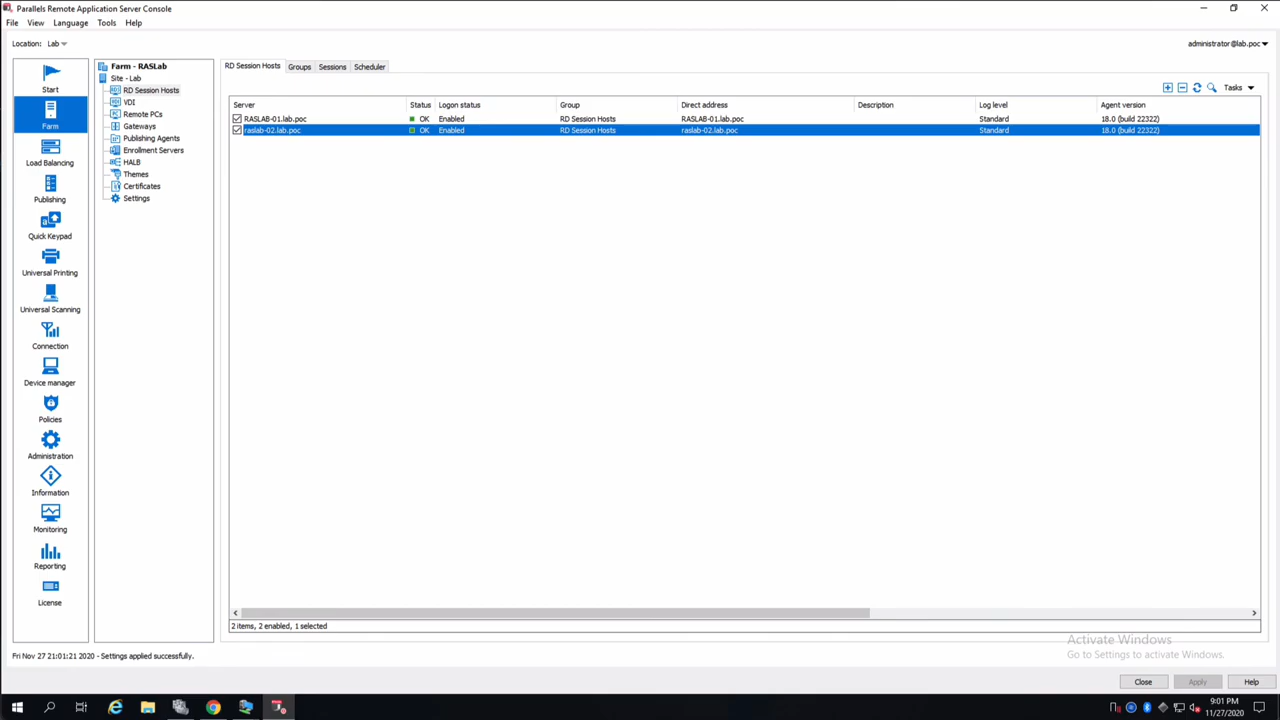 Parallels Remote Application Server Console
File View Language Tools Help
Location: Lab
administrator@lab.poc
Start
Farm
Load Balancing
Publishing
Quick Keypad
Universal Printing
Universal Scanning
Connection
Device manager
Policies
Administration
Information
Monitoring
Reporting
License
Farm - RASLab
Site - Lab
RD Session Hosts
VDI
Remote PCs
Gateways
Publishing Agents
Enrollment Servers
HALB
Themes
Certificates
Settings
RD Session Hosts Groups Sessions Scheduler
Tasks
Server Status Logon status Group Direct address Description Log level Agent version
RASLAB-01.lab.poc OK Enabled RD Session Hosts RASLAB-01.lab.poc Standard 18.0 (build 22322)
raslab-02.lab.poc OK Enabled RD Session Hosts raslab-02.lab.poc Standard 18.0 (build 22322)
2 items, 2 enabled, 1 selected
Activate Windows
Go to Settings to activate Windows.
Fri Nov 27 21:01:21 2020 - Settings applied successfully.
Close Apply Help
9:01 PM
11/27/2020